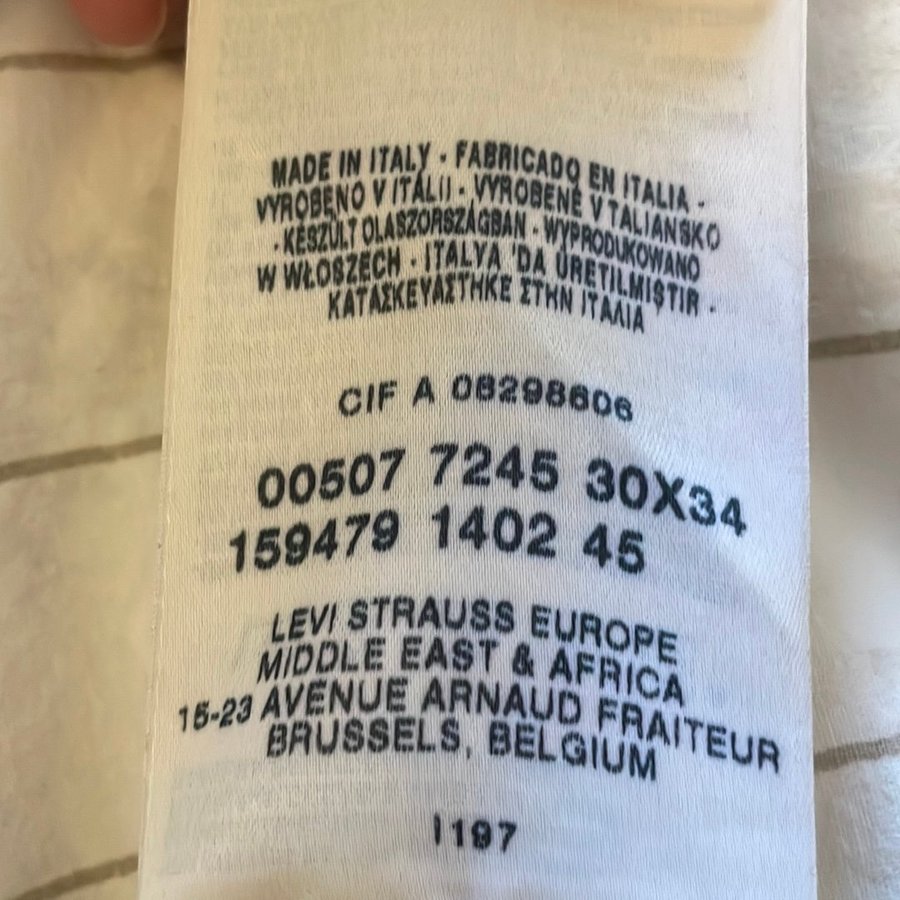 MADE IN ITALY · FABRICADO EN ITALIA ·
VYROBENO V ITÁLII · VYROBENÉ V TALIANSKO
· KÉSZÜLT OLASZORSZÁGBAN · WYPRODUKOWANO
W WŁOSZECH · ITALYA 'DA ÜRETILMIŞTIR ·
ΚΑΤΑΣΚΕΥΑΣΤΗΚΕ ΣΤΗΝ ΙΤΑΛΙΑ
CIF A 08298606
00507 7245 30X34
159479 1402 45
LEVI STRAUSS EUROPE
MIDDLE EAST & AFRICA
15-23 AVENUE ARNAUD FRAITEUR
BRUSSELS, BELGIUM
I197